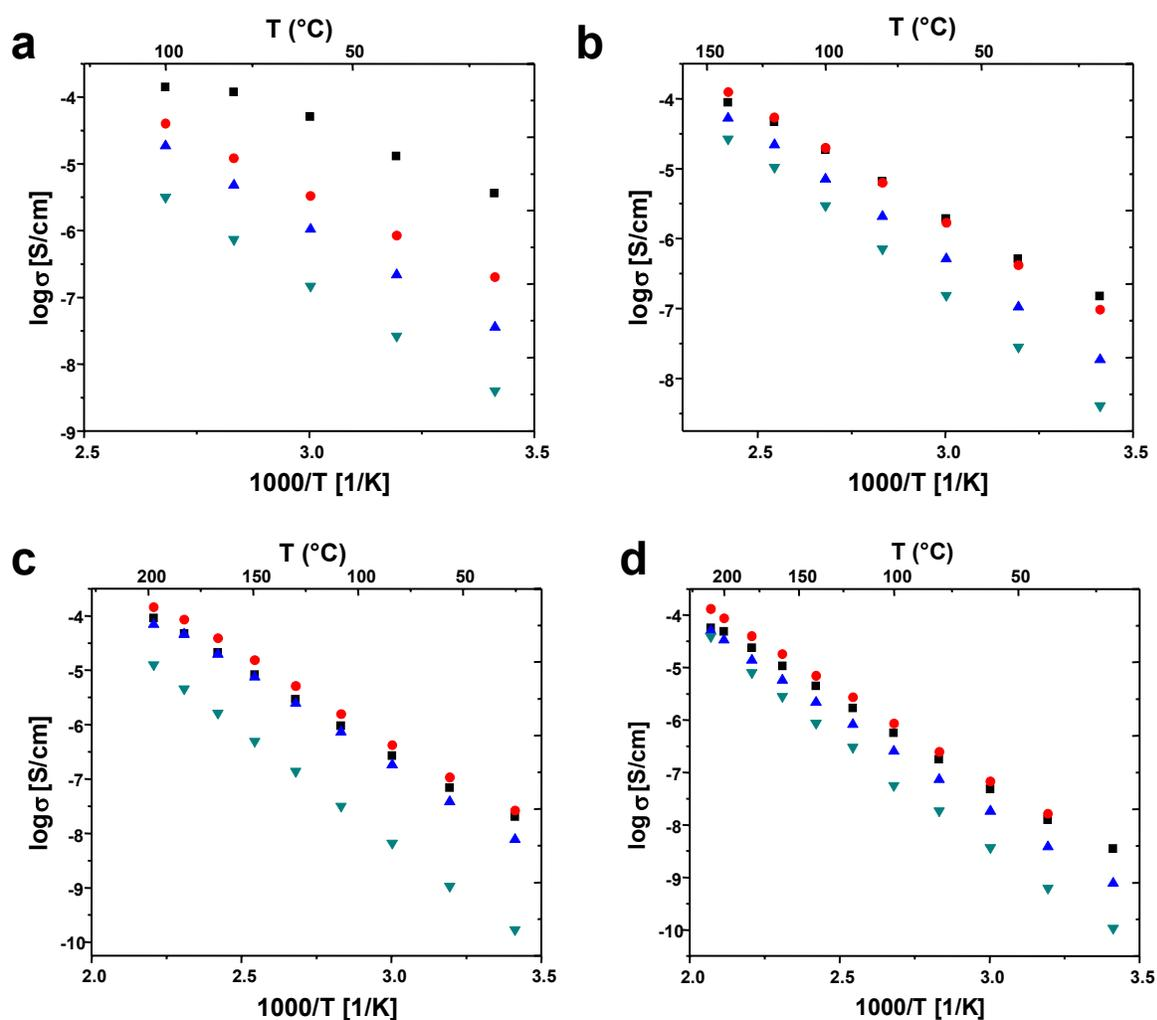 a
T (°C)
100 50
-4
-5
-6
-7
-8
-9
logσ [S/cm]
2.5 3.0 3.5
1000/T [1/K]
b
T (°C)
150 100 50
-4
-5
-6
-7
-8
logσ [S/cm]
2.5 3.0 3.5
1000/T [1/K]
c
T (°C)
200 150 100 50
-4
-5
-6
-7
-8
-9
-10
logσ [S/cm]
2.0 2.5 3.0 3.5
1000/T [1/K]
d
T (°C)
200 150 100 50
-4
-5
-6
-7
-8
-9
-10
logσ [S/cm]
2.0 2.5 3.0 3.5
1000/T [1/K]